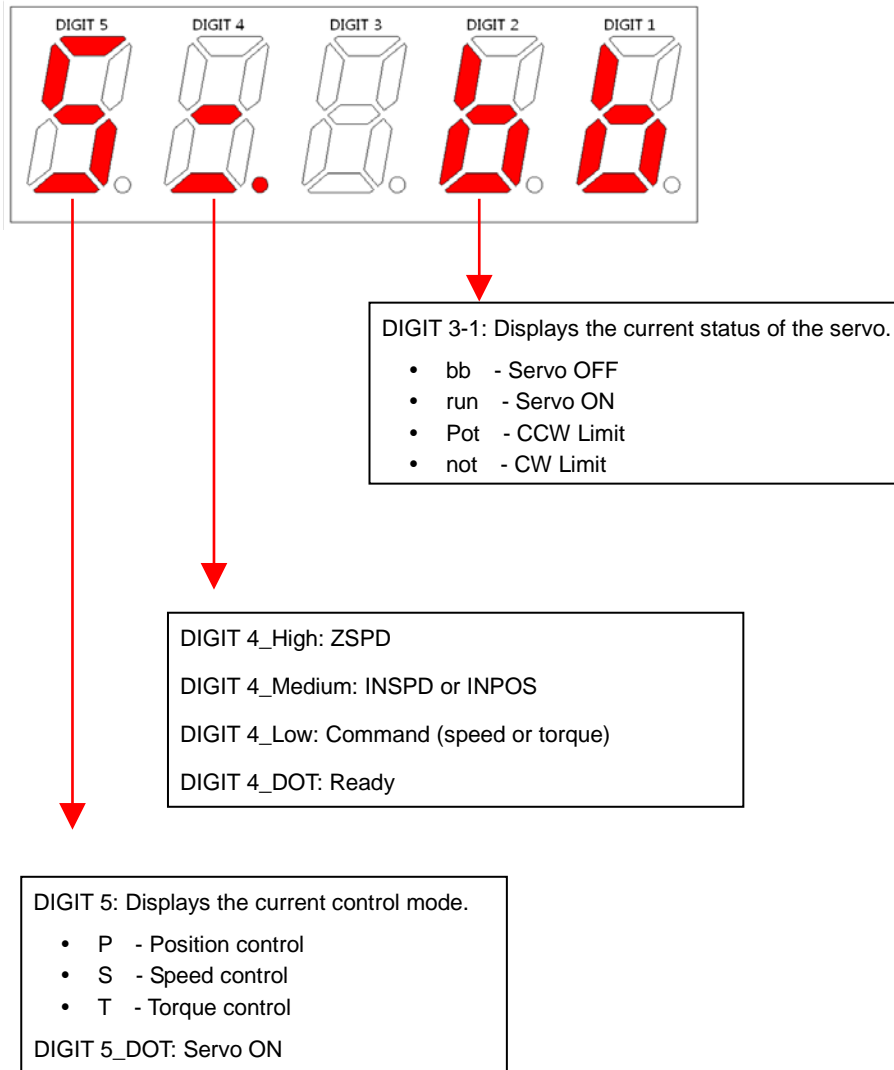 DIGIT 5 DIGIT 4 DIGIT 3 DIGIT 2 DIGIT 1
S =. b b
DIGIT 3-1: Displays the current status of the servo.
• bb - Servo OFF
• run - Servo ON
• Pot - CCW Limit
• not - CW Limit
DIGIT 4_High: ZSPD
DIGIT 4_Medium: INSPD or INPOS
DIGIT 4_Low: Command (speed or torque)
DIGIT 4_DOT: Ready
DIGIT 5: Displays the current control mode.
• P - Position control
• S - Speed control
• T - Torque control
DIGIT 5_DOT: Servo ON